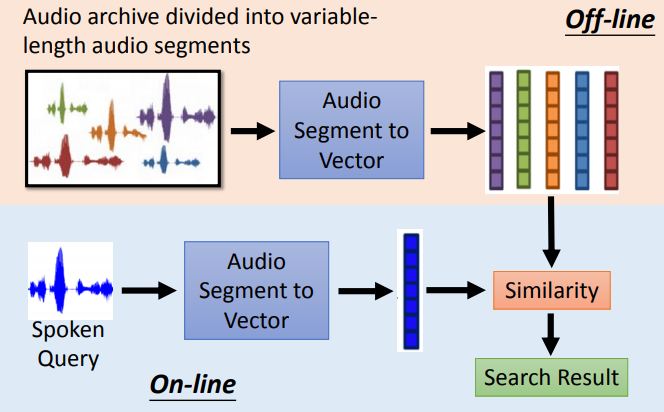 Audio archive divided into variable-
length audio segments
Off-line
Audio
Segment to
Vector
Audio
Segment to
Vector
Similarity
Spoken
Query
Search Result
On-line